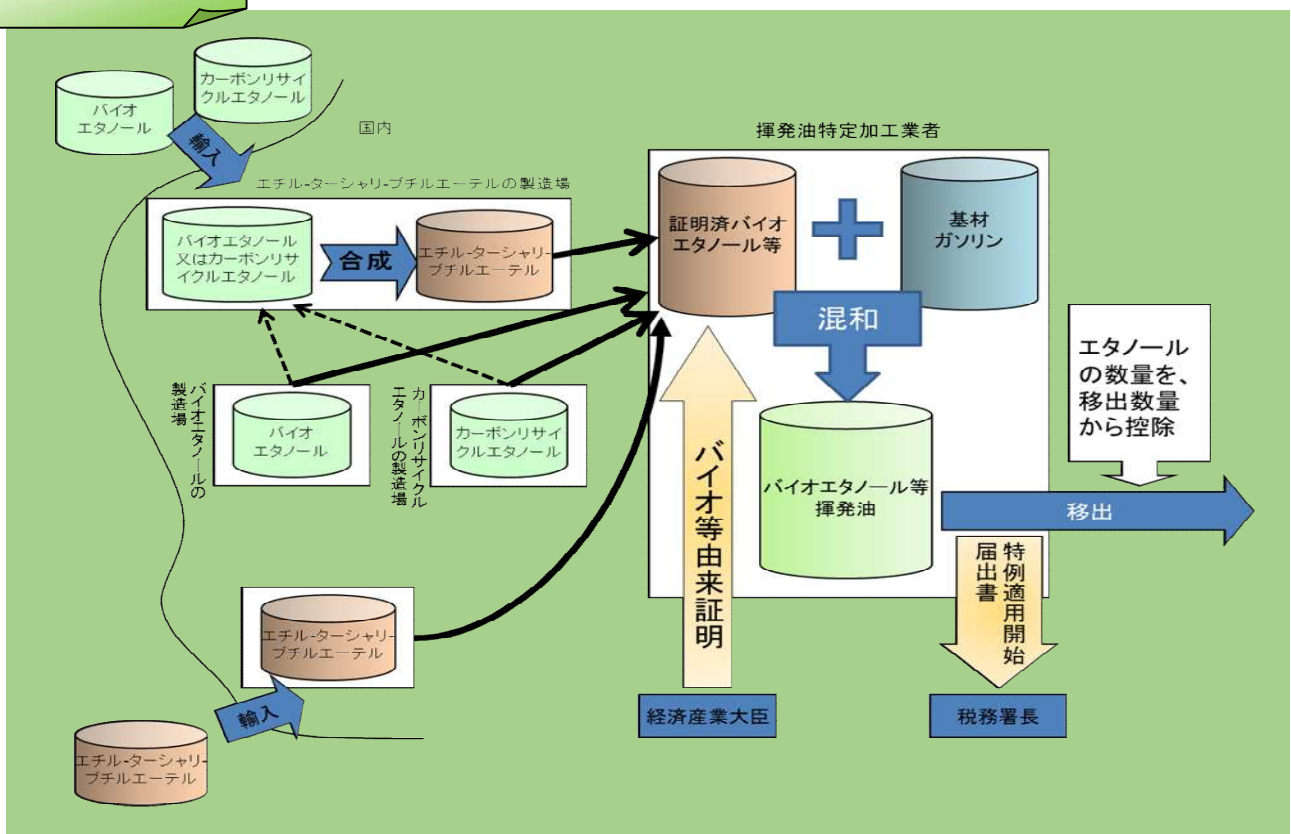 カーボンリサイ
クルエタノール
バイオ
エタノール
輸入
国内
エチル-ターシャリ-ブチルエーテルの製造場
バイオエタノール
又はカーボンリサ
イクルエタノール
合成
エチル-ターシャリ-
ブチルエーテル
バイオエタノールの
製造場
バイオ
エタノール
カーボンリサイクル
エタノールの製造場
カーボンリサイ
クルエタノール
エチル-ターシャリ-
ブチルエーテル
輸入
エチル-ターシャリ-
ブチルエーテル
揮発油特定加工業者
証明済バイオ
エタノール等
基材
ガソリン
混和
バイオエタノール等
揮発油
バイオ等由来証明
経済産業大臣
エタノール
の数量を、
移出数量
から控除
移出
特例適用開始
届出書
税務署長